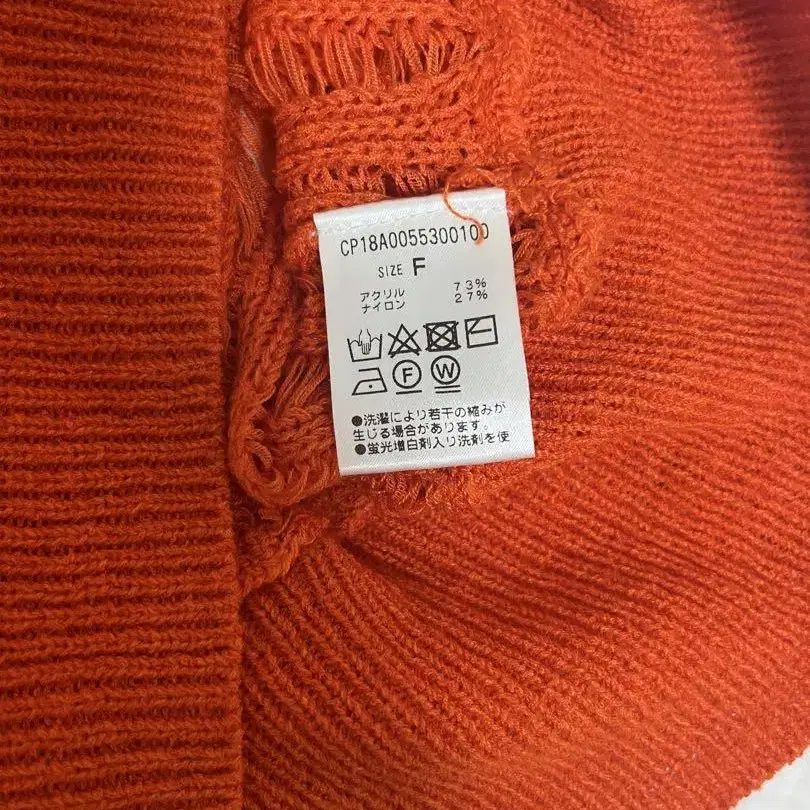 CP18A0055300100
SIZE F
アクリル 73%
ナイロン 27%
F W
●洗濯により若干の縮みが
生じる場合があります。
●蛍光増白剤入り洗剤を使